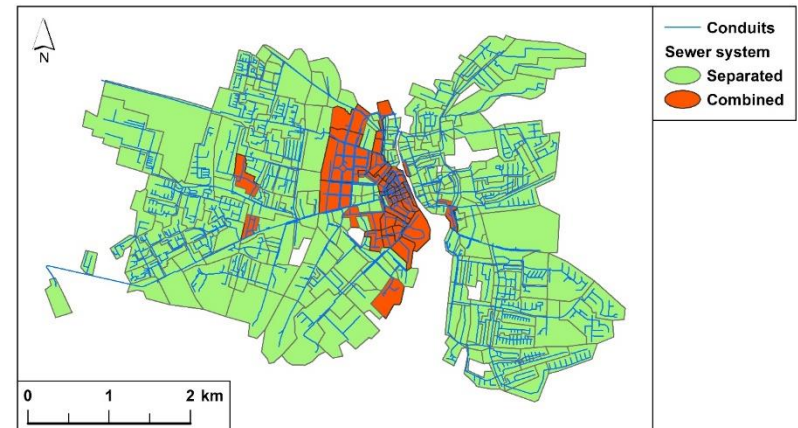 N
Conduits
Sewer system
Separated
Combined
0 1 2 km